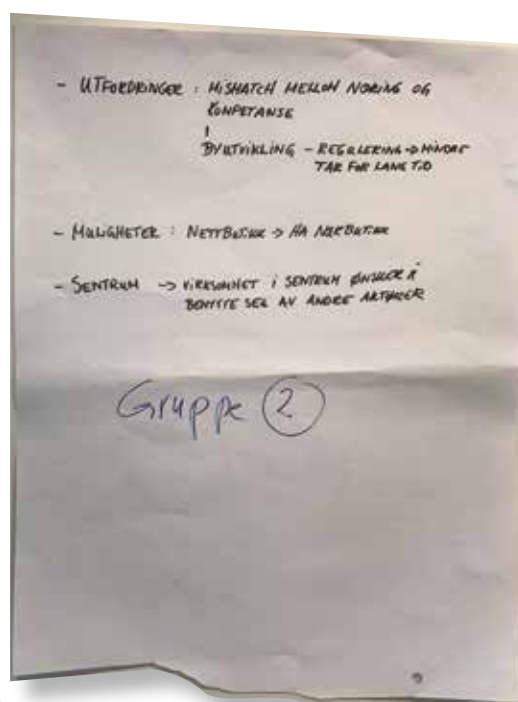 - UTFORDRINGER : MISMATCH MELLOM NÆRING OG
KOMPETANSE
BYUTVIKLING - REGULERING → MINDRE
TAR FOR LANG TID
- MULIGHETER : NETTBUTIKK → HA NÆRBUTIKK
- SENTRUM → VIRKSOMHET I SENTRUM ØNSKER Å
BENYTTE SEG AV ANDRE AKTØRER
Gruppe 2